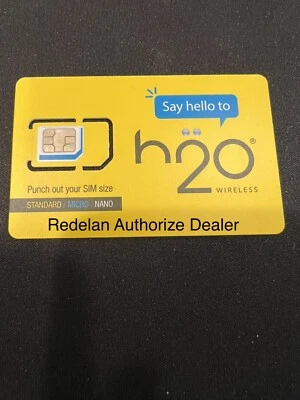 Say hello to
h2o®
WIRELESS
Punch out your SIM size
STANDARD / MICRO / NANO
Redelan Authorize Dealer